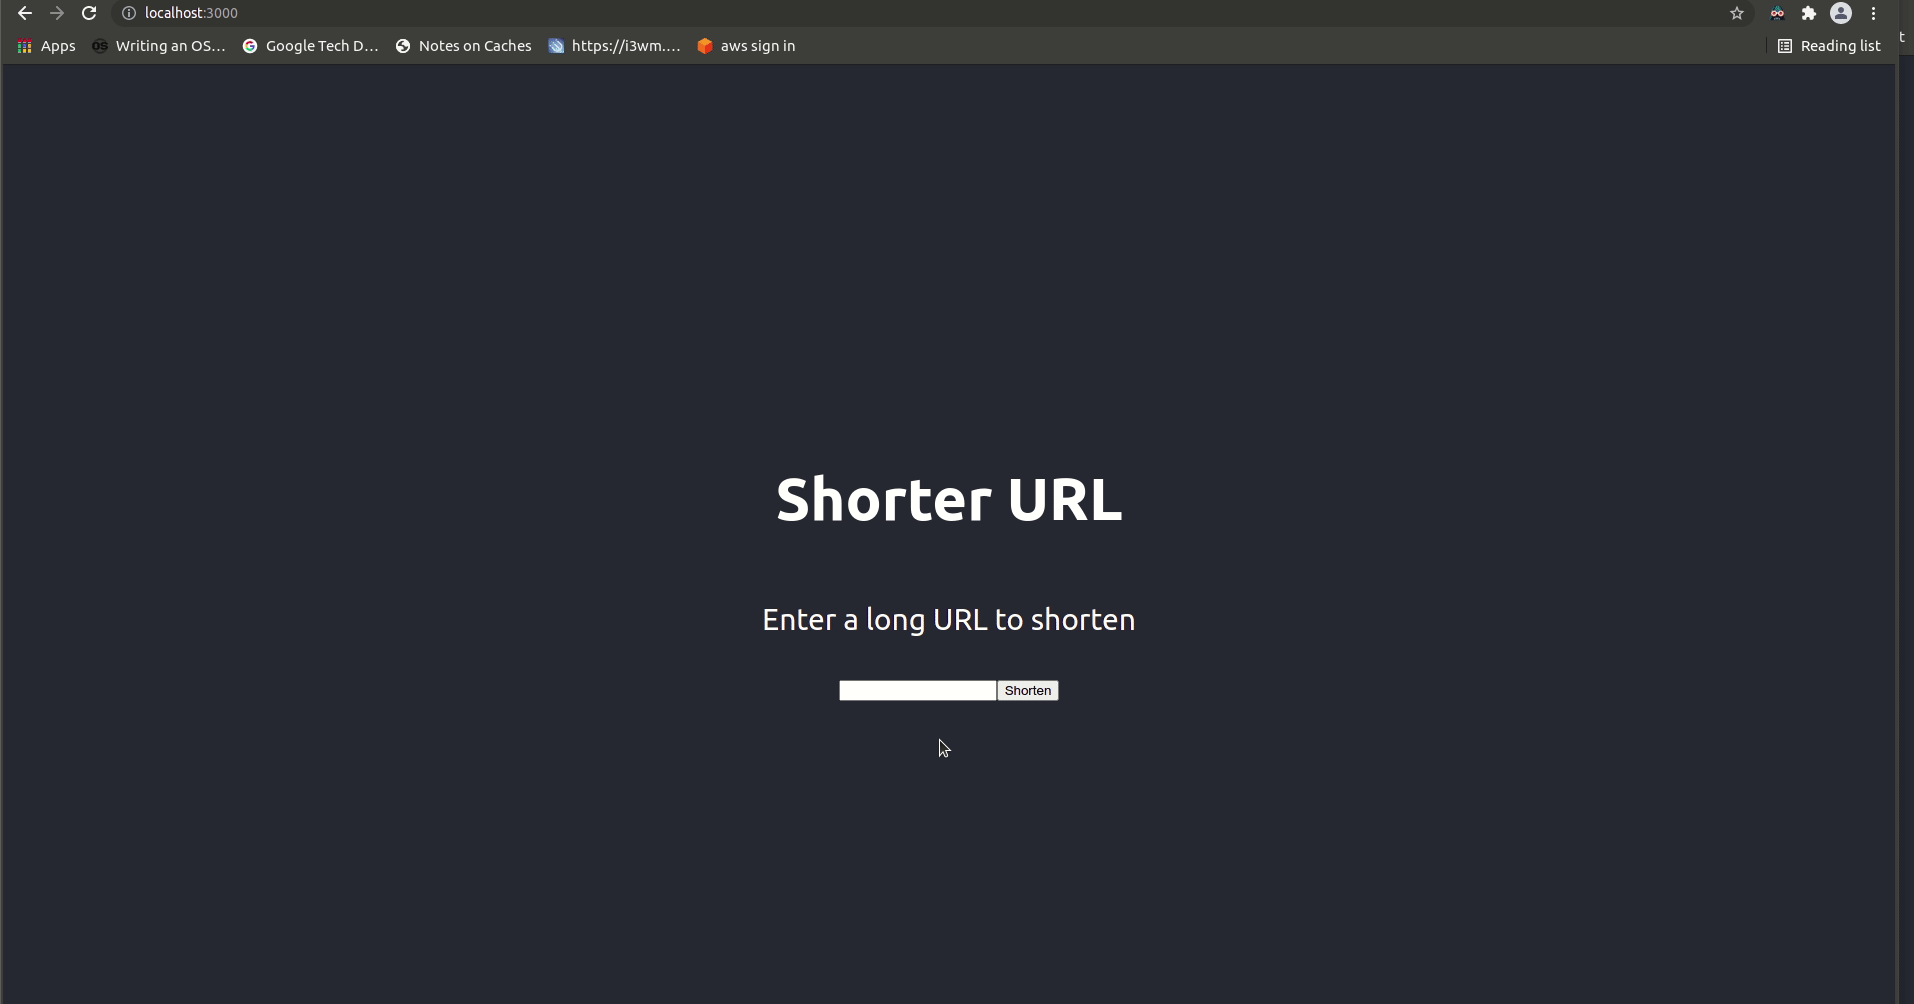 localhost:3000
Apps OS Writing an OS... G Google Tech D... Notes on Caches https://i3wm.... aws sign in Reading list
t
Shorter URL
Enter a long URL to shorten
Shorten